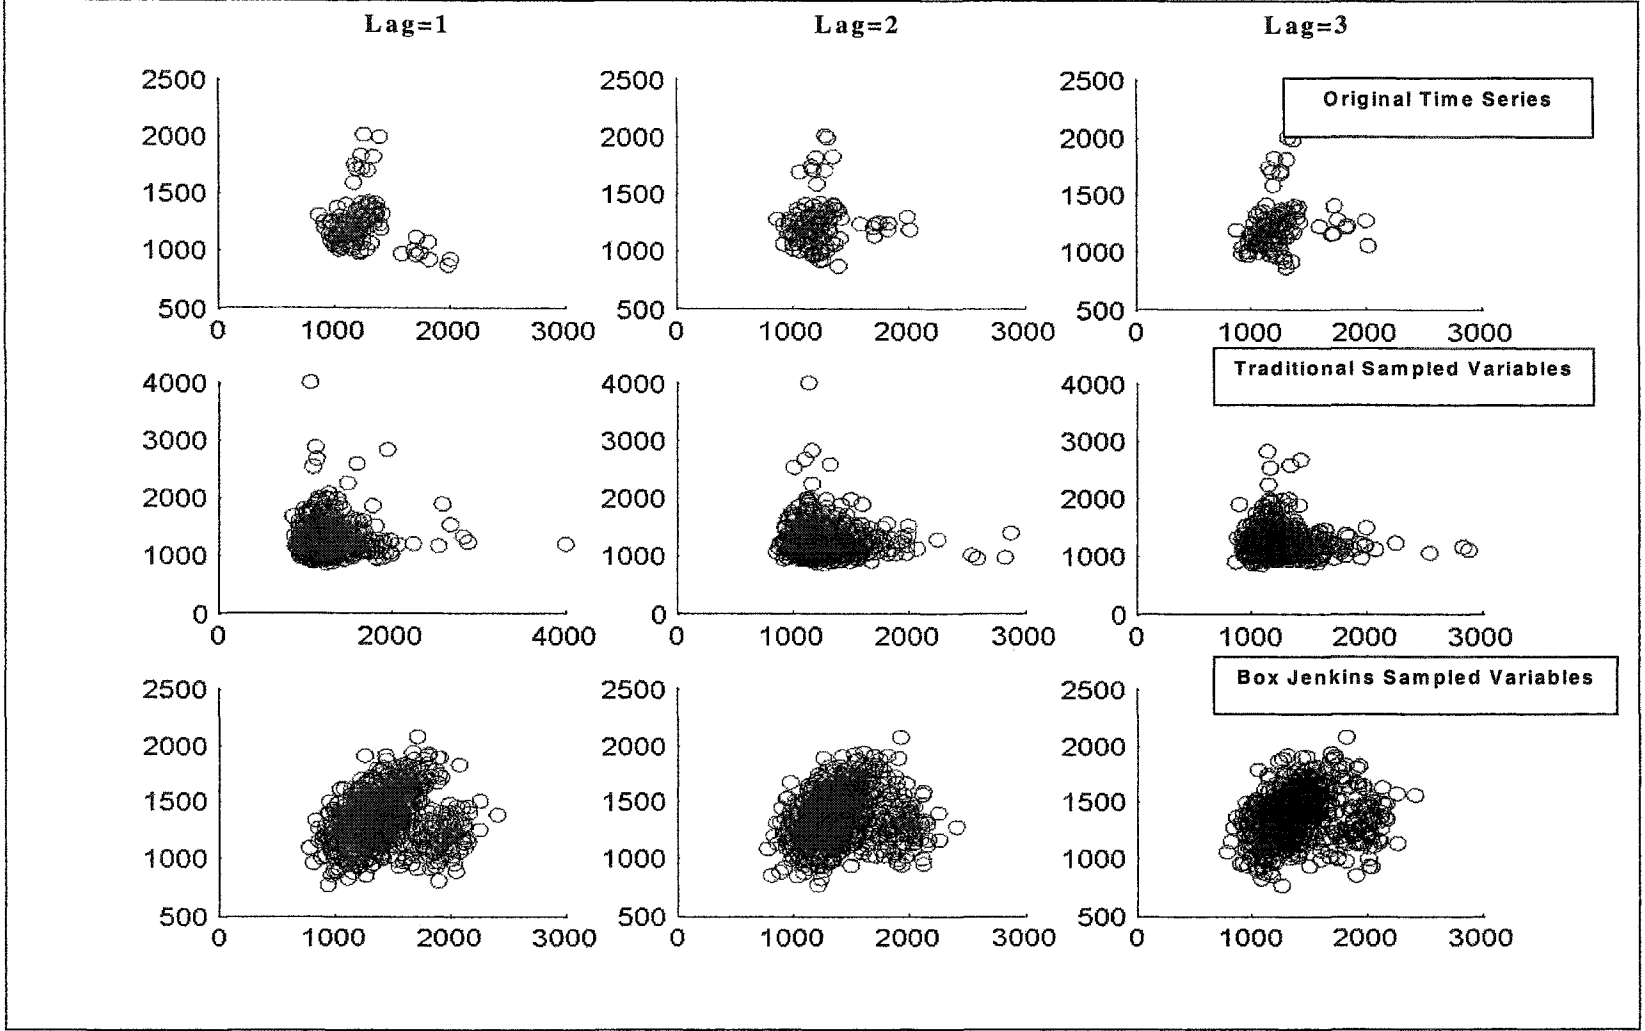 Lag=1 Lag=2 Lag=3
Original Time Series
2500 2500 2500
2000 2000 2000
1500 1500 1500
1000 1000 1000
500 500 500
0 1000 2000 3000 0 1000 2000 3000 0 1000 2000 3000
Traditional Sampled Variables
4000 4000 4000
3000 3000 3000
2000 2000 2000
1000 1000 1000
0 0 0
0 2000 4000 0 1000 2000 3000 0 1000 2000 3000
Box Jenkins Sampled Variables
2500 2500 2500
2000 2000 2000
1500 1500 1500
1000 1000 1000
500 500 500
0 1000 2000 3000 0 1000 2000 3000 0 1000 2000 3000